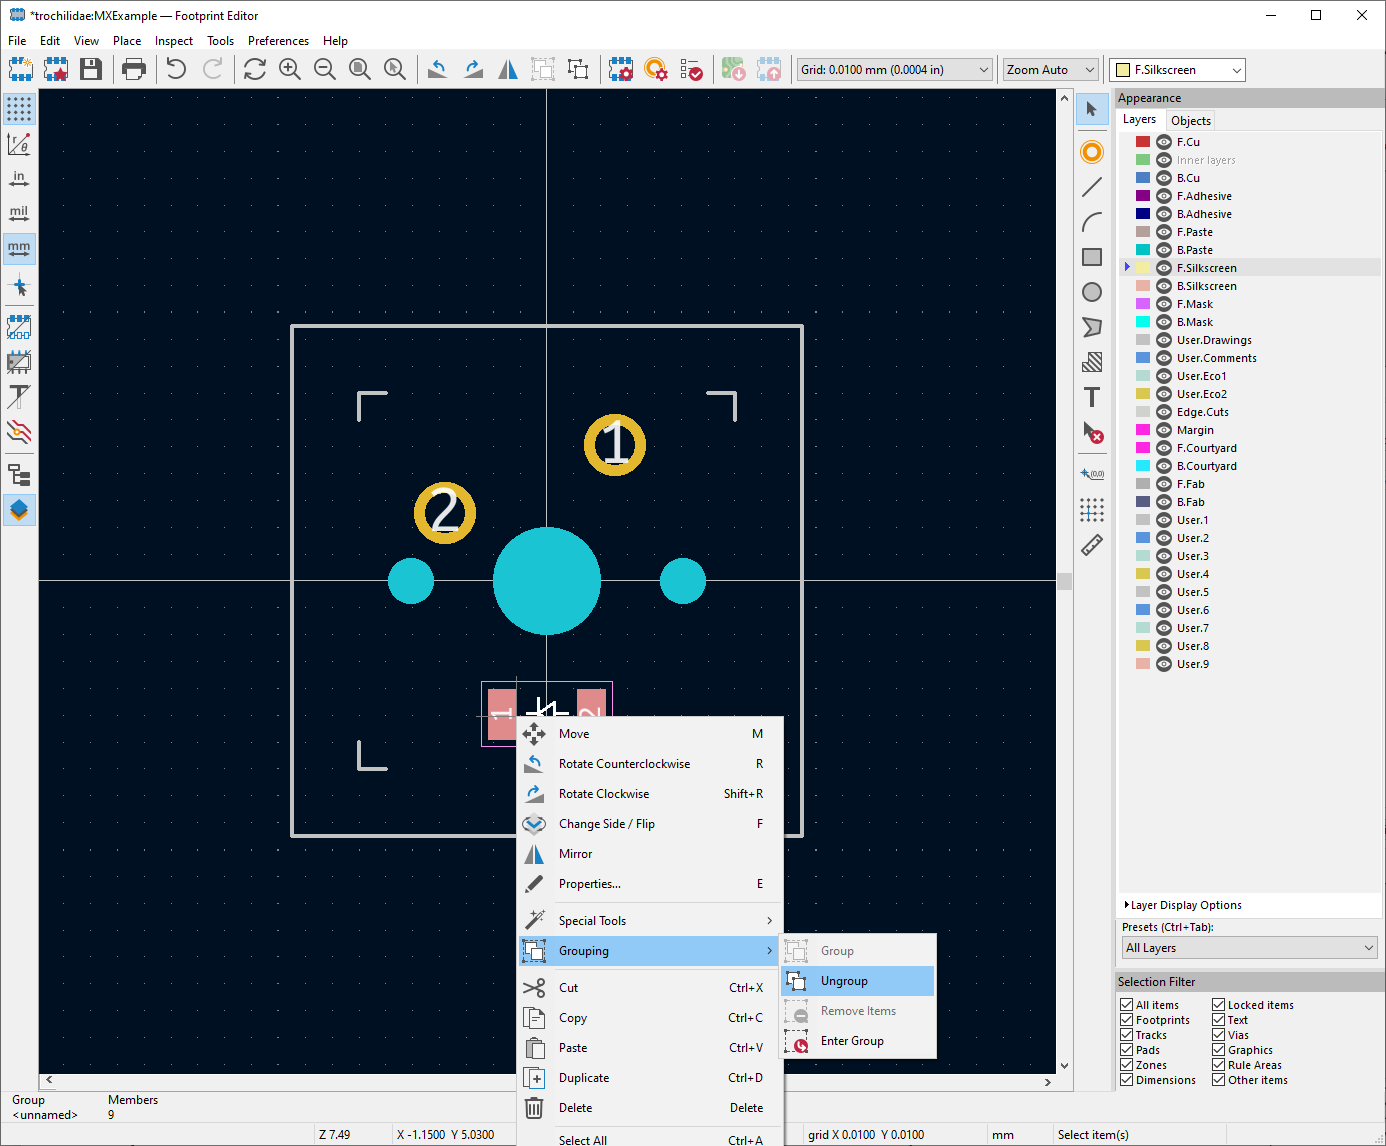 *trochilidae:MXExample — Footprint Editor
File Edit View Place Inspect Tools Preferences Help
Grid: 0.0100 mm (0.0004 in) Zoom Auto F.Silkscreen
r
θ
in
mil
mm
(0,0)
T
1
2
1
2
Appearance
Layers Objects
F.Cu
Inner layers
B.Cu
F.Adhesive
B.Adhesive
F.Paste
B.Paste
F.Silkscreen
B.Silkscreen
F.Mask
B.Mask
User.Drawings
User.Comments
User.Eco1
User.Eco2
Edge.Cuts
Margin
F.Courtyard
B.Courtyard
F.Fab
B.Fab
User.1
User.2
User.3
User.4
User.5
User.6
User.7
User.8
User.9
Layer Display Options
Presets (Ctrl+Tab):
All Layers
Selection Filter
All items Locked items
Footprints Text
Tracks Vias
Pads Graphics
Zones Rule Areas
Dimensions Other items
Move M
Rotate Counterclockwise R
Rotate Clockwise Shift+R
Change Side / Flip F
Mirror
Properties... E
Special Tools
Grouping
Cut Ctrl+X
Copy Ctrl+C
Paste Ctrl+V
Duplicate Ctrl+D
Delete Delete
Select All Ctrl+A
Group
Ungroup
Remove Items
Enter Group
Group Members
<unnamed> 9
Z 7.49 X -1.1500 Y 5.0300 grid X 0.0100 Y 0.0100 mm Select item(s)